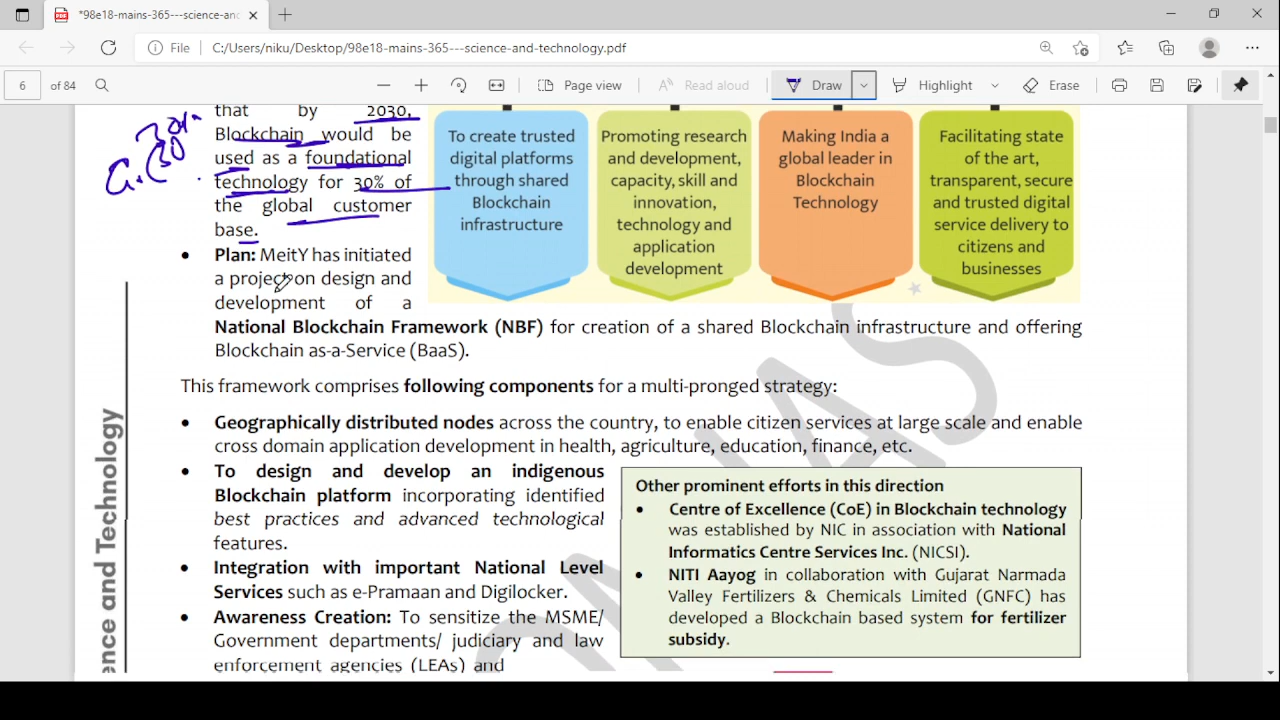 *98e18-mains-365---science-and
File
C:/Users/niku/Desktop/98e18-mains-365---science-and-technology.pdf
6 of 84
Page view
Read aloud
Draw
Highlight
Erase
that by 2030,
Blockchain would be
used as a foundational
technology for 30% of
the global customer
base.
30%
G.(30
To create trusted
digital platforms
through shared
Blockchain
infrastructure
Promoting research
and development,
capacity, skill and
innovation,
technology and
application
development
Making India a
global leader in
Blockchain
Technology
Facilitating state
of the art,
transparent, secure
and trusted digital
service delivery to
citizens and
businesses
• Plan: MeitY has initiated
a project on design and
development of a
National Blockchain Framework (NBF) for creation of a shared Blockchain infrastructure and offering
Blockchain as-a-Service (BaaS).
This framework comprises following components for a multi-pronged strategy:
• Geographically distributed nodes across the country, to enable citizen services at large scale and enable
cross domain application development in health, agriculture, education, finance, etc.
• To design and develop an indigenous
Blockchain platform incorporating identified
best practices and advanced technological
features.
• Integration with important National Level
Services such as e-Pramaan and Digilocker.
• Awareness Creation: To sensitize the MSME/
Government departments/ judiciary and law
enforcement agencies (LEAs) and
Other prominent efforts in this direction
• Centre of Excellence (CoE) in Blockchain technology
was established by NIC in association with National
Informatics Centre Services Inc. (NICSI).
• NITI Aayog in collaboration with Gujarat Narmada
Valley Fertilizers & Chemicals Limited (GNFC) has
developed a Blockchain based system for fertilizer
subsidy.
ence and Technology
IAS